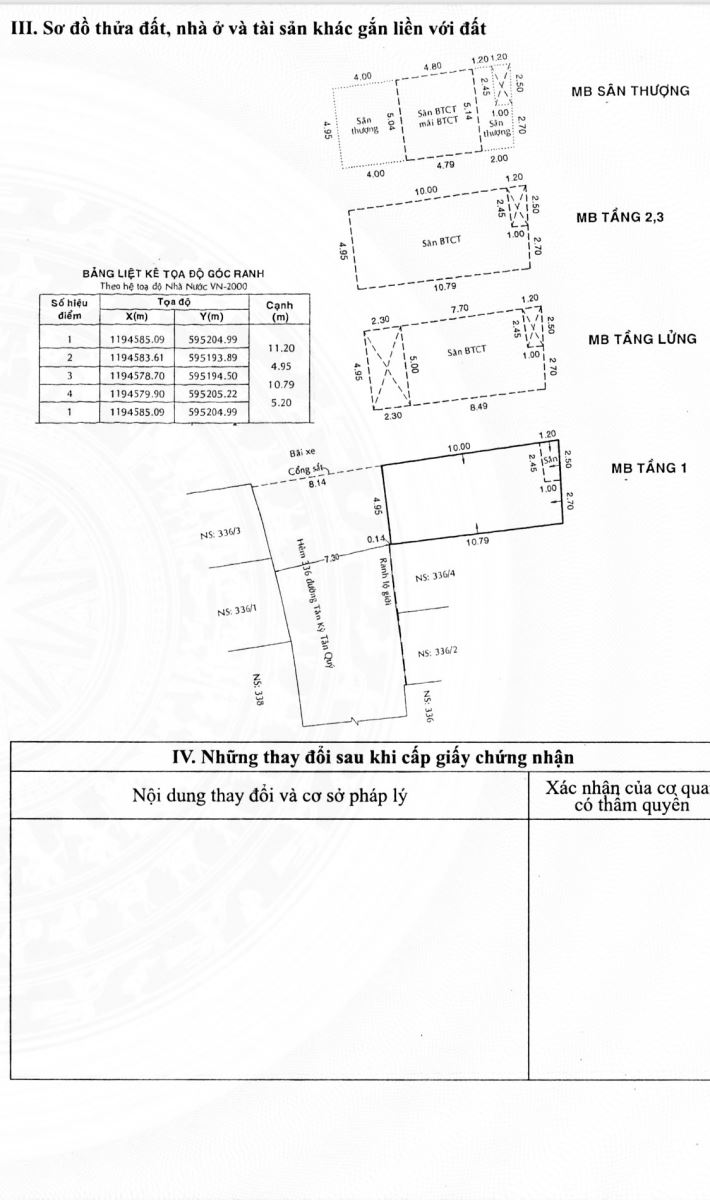 III. Sơ đồ thửa đất, nhà ở và tài sản khác gắn liền với đất
4.00 4.80 1.20 1.20
4.95 Sân thượng 5.04 Sàn BTCT mái BTCT 5.14 2.45 1.00 Sân thượng 2.50 2.70
4.00 4.79 2.00
MB SÂN THƯỢNG
10.00 1.20
4.95 Sàn BTCT 2.45 1.00 2.50 2.70
10.79
MB TẦNG 2,3
2.30 7.70 1.20
4.95 5.00 Sàn BTCT 2.45 1.00 2.50 2.70
2.30 8.49
MB TẦNG LỬNG
BẢNG LIỆT KÊ TỌA ĐỘ GÓC RANH
Theo hệ toạ độ Nhà Nước VN-2000
Số hiệu điểm Tọa độ Cạnh (m)
X(m) Y(m)
1 1194585.09 595204.99
11.20
2 1194583.61 595193.89
4.95
3 1194578.70 595194.50
10.79
4 1194579.90 595205.22
5.20
1 1194585.09 595204.99
Bãi xe
Cổng sắt
8.14
10.00 1.20
4.95 2.45 Sân 1.00 2.50 2.70
0.14 10.79
MB TẦNG 1
7.30
NS: 336/3
NS: 336/1
NS: 338
Hẻm 336 đường Tân Kỳ Tân Quý
Ranh lộ giới
NS: 336/4
NS: 336/2
NS: 336
IV. Những thay đổi sau khi cấp giấy chứng nhận
Nội dung thay đổi và cơ sở pháp lý
Xác nhận của cơ qua
có thẩm quyền